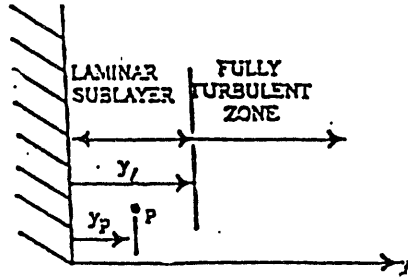 LAMINAR
SUBLAYER
FULLY
TURBULENT
ZONE
y_l
y_P
P
y